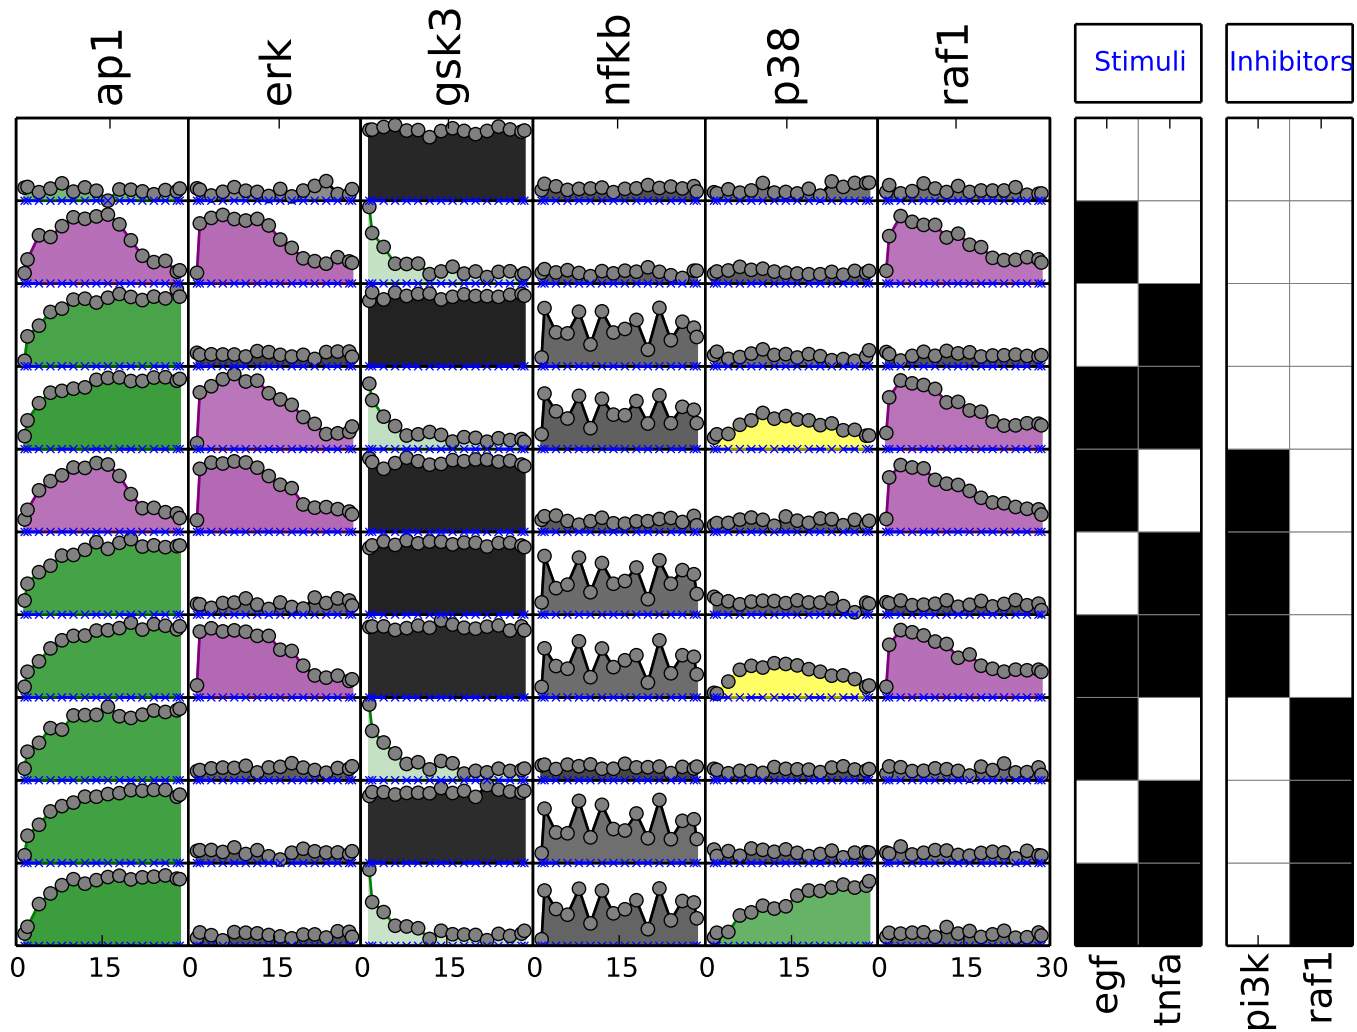 ap1 erk gsk3 nfkb p38 raf1 Stimuli Inhibitors
0 15 0 15 0 15 0 15 0 15 0 15 30
egf tnfa pi3k raf1